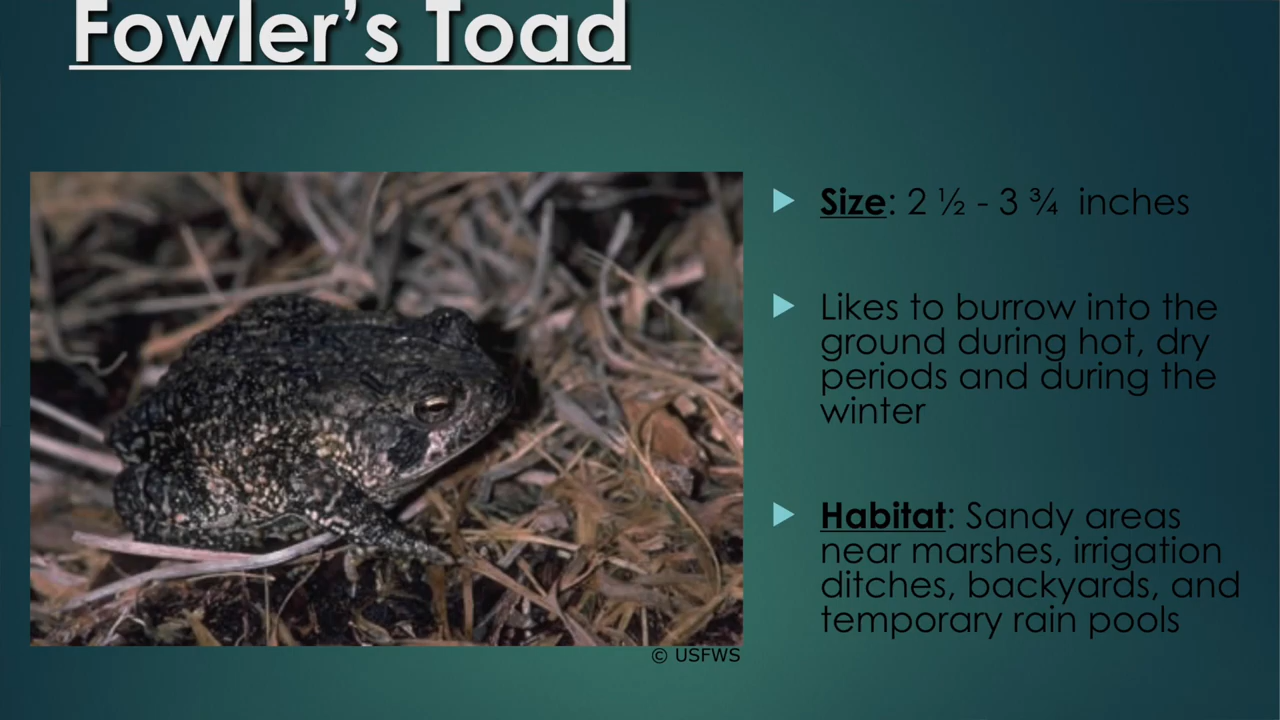 Fowler’s Toad
Size: 2 ½ - 3 ¾ inches
Likes to burrow into the
ground during hot, dry
periods and during the
winter
Habitat: Sandy areas
near marshes, irrigation
ditches, backyards, and
temporary rain pools
© USFWS